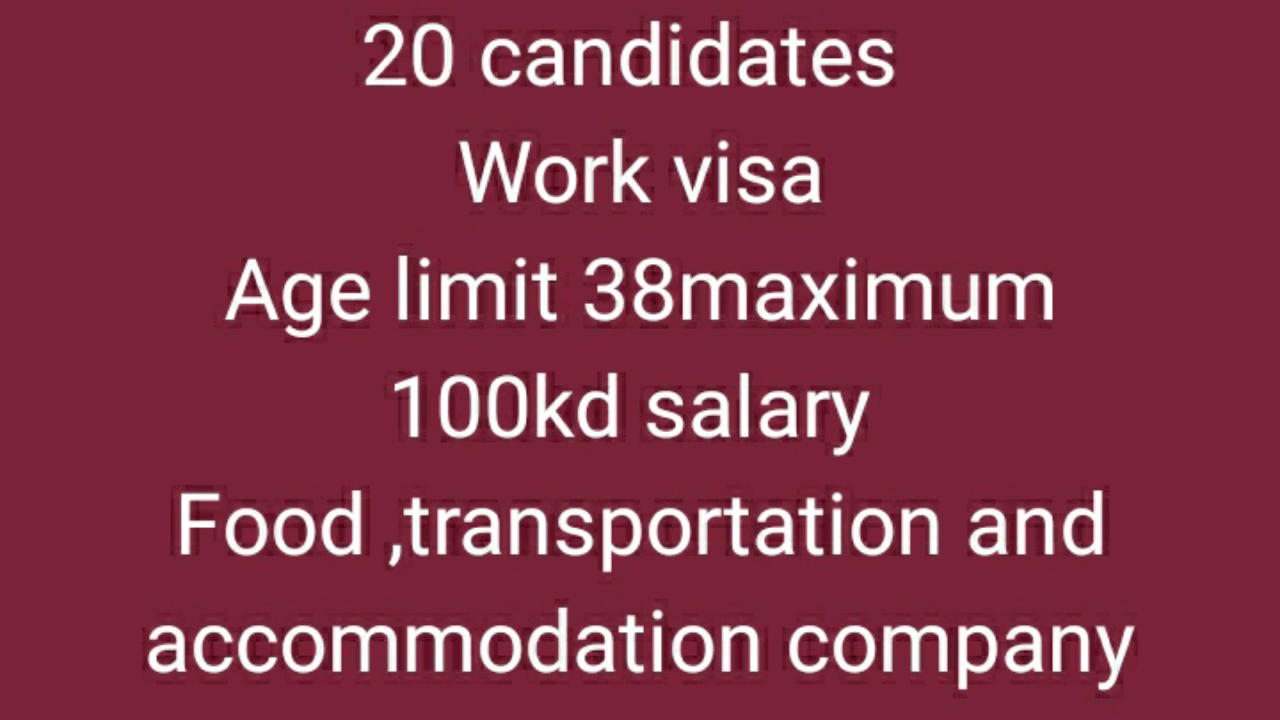 20 candidates
Work visa
Age limit 38maximum
100kd salary
Food ,transportation and
accommodation company